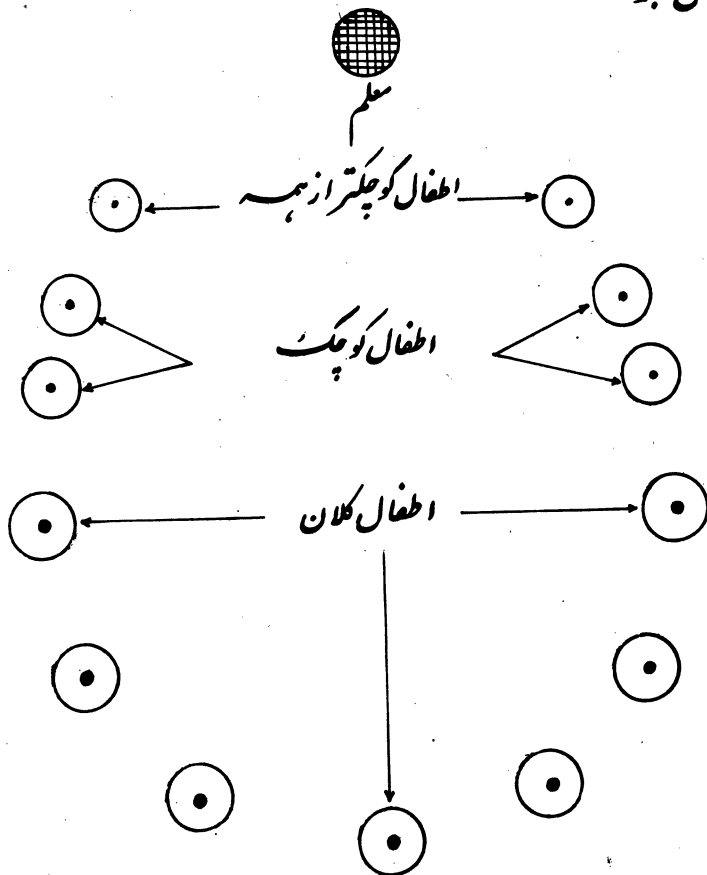 معلم
اطفال کوچکتر از همه
اطفال کوچک
اطفال کلان